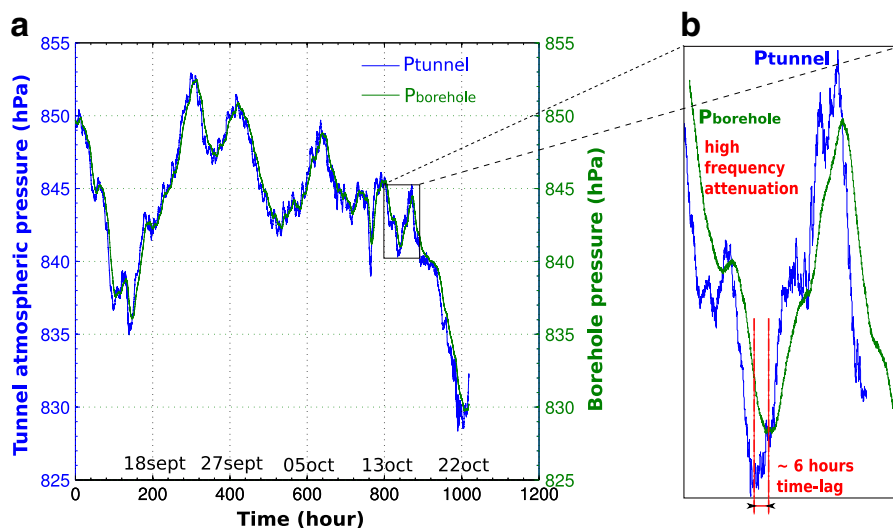 a
b
Tunnel atmospheric pressure (hPa)
855
850
845
840
835
830
825
Ptunnel
Pborehole
18sept 27sept 05oct 13oct 22oct
0 200 400 600 800 1000 1200
Time (hour)
855
850
845
840
835
830
825
Borehole pressure (hPa)
Ptunnel
Pborehole
high
frequency
attenuation
~ 6 hours
time-lag